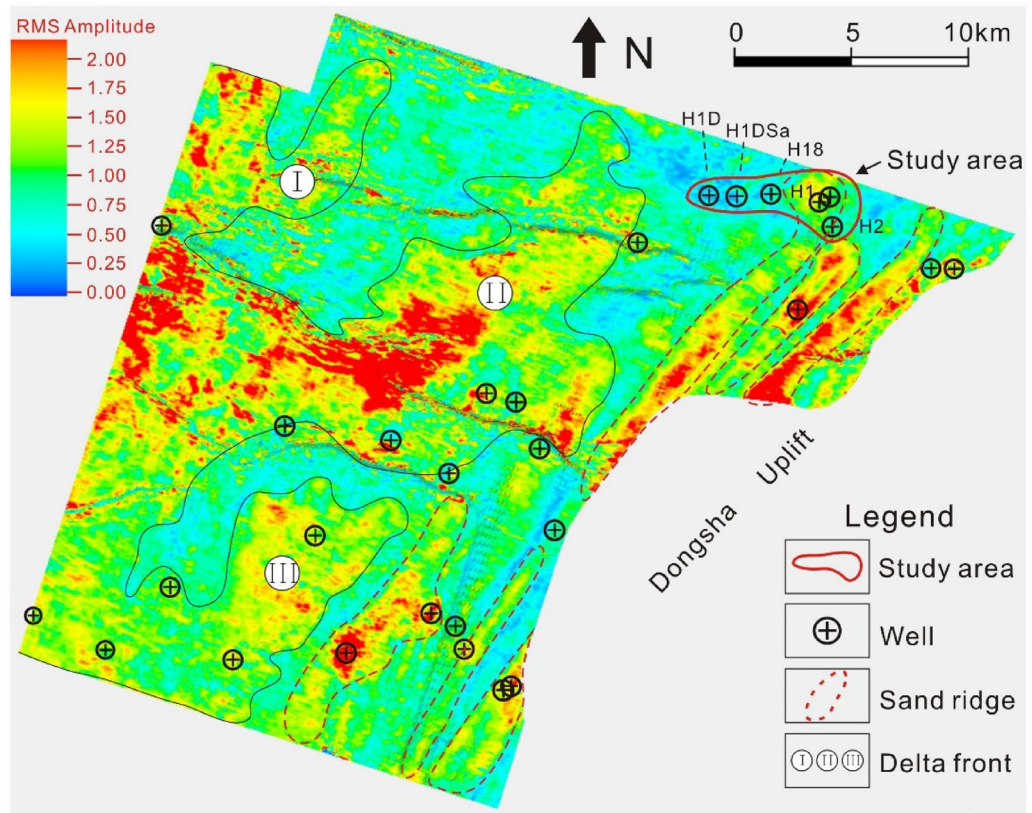 RMS Amplitude
2.00
1.75
1.50
1.25
1.00
0.75
0.50
0.25
0.00
N
0 5 10km
H1D
H1DSa
H18
H1
H2
Study area
I
II
III
Dongsha Uplift
Legend
Study area
Well
Sand ridge
I II III Delta front